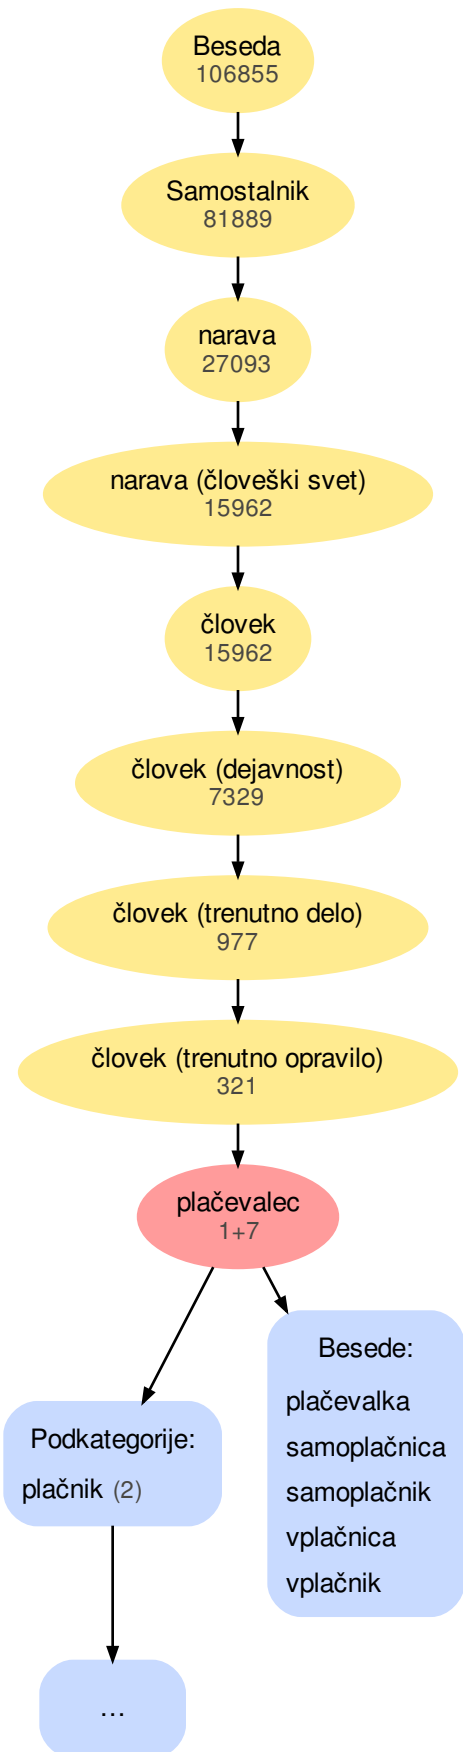 Beseda
106855
Samostalnik
81889
narava
27093
narava (človeški svet)
15962
človek
15962
človek (dejavnost)
7329
človek (trenutno delo)
977
človek (trenutno opravilo)
321
plačevalec
1+7
Besede:
plačevalka
samoplačnica
samoplačnik
vplačnica
vplačnik
Podkategorije:
plačnik (2)
...